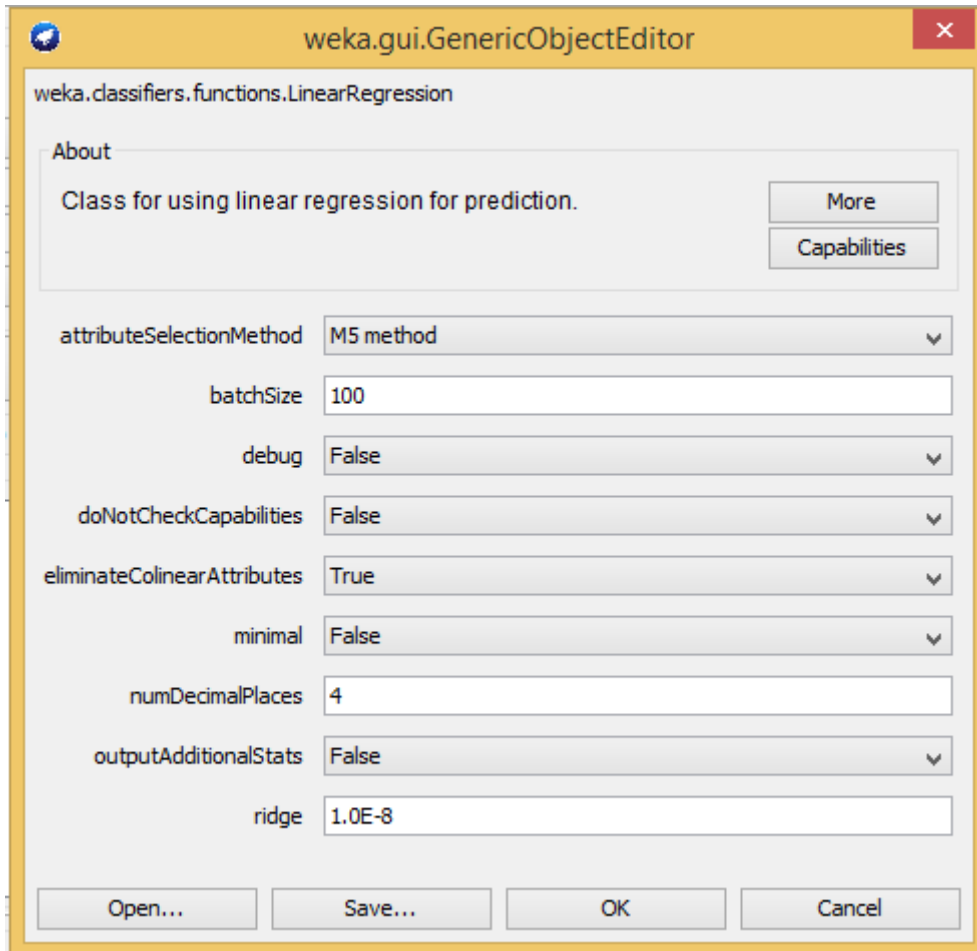 weka.gui.GenericObjectEditor
weka.classifiers.functions.LinearRegression
About
Class for using linear regression for prediction.
More
Capabilities
attributeSelectionMethod M5 method
batchSize 100
debug False
doNotCheckCapabilities False
eliminateColinearAttributes True
minimal False
numDecimalPlaces 4
outputAdditionalStats False
ridge 1.0E-8
Open... Save... OK Cancel